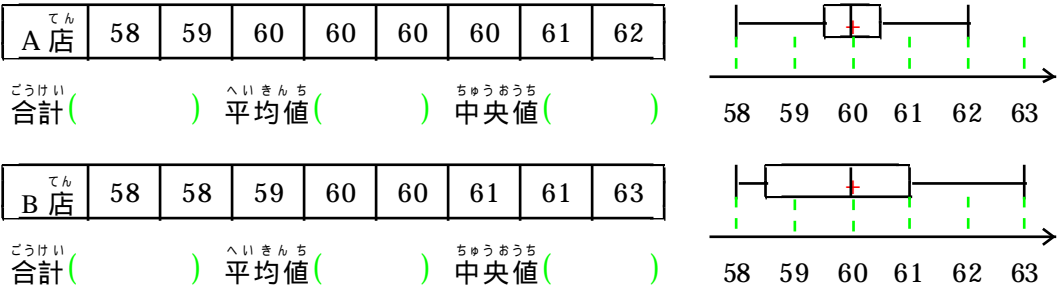 てん
A 店 58 59 60 60 60 60 61 62
ごうけい へいきんち ちゅうおうち
合計( ) 平均値( ) 中央値( )
58 59 60 61 62 63
てん
B 店 58 58 59 60 60 61 61 63
ごうけい へいきんち ちゅうおうち
合計( ) 平均値( ) 中央値( )
58 59 60 61 62 63